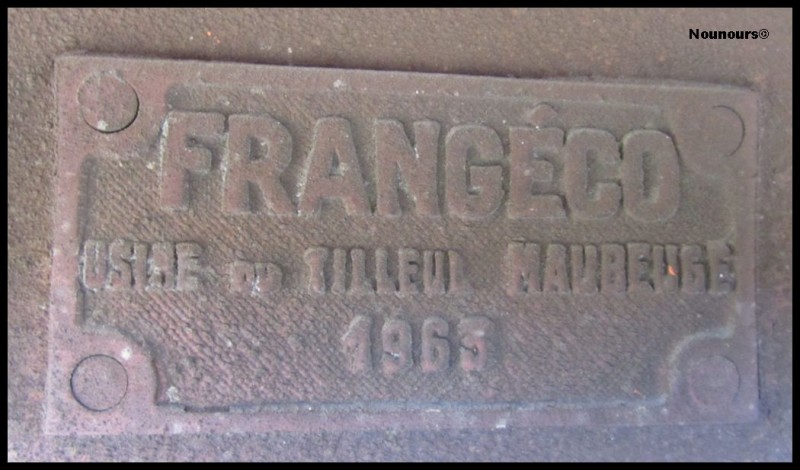 Nounours@
FRANGÉCO
USINE DU TILLEUL MAUBEUGE
1963